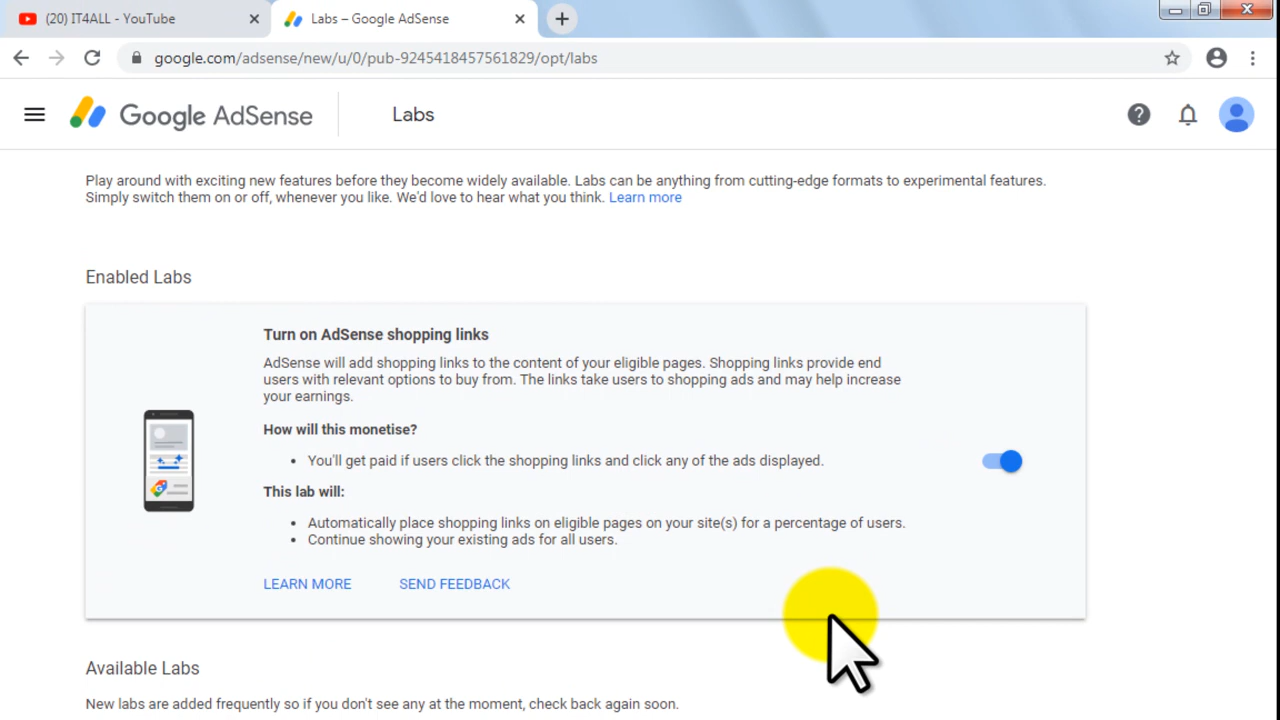 (20) IT4ALL - YouTube
Labs – Google AdSense
google.com/adsense/new/u/0/pub-9245418457561829/opt/labs
Google AdSense
Labs
Play around with exciting new features before they become widely available. Labs can be anything from cutting-edge formats to experimental features.
Simply switch them on or off, whenever you like. We'd love to hear what you think. Learn more
Enabled Labs
Turn on AdSense shopping links
AdSense will add shopping links to the content of your eligible pages. Shopping links provide end
users with relevant options to buy from. The links take users to shopping ads and may help increase
your earnings.
How will this monetise?
• You'll get paid if users click the shopping links and click any of the ads displayed.
This lab will:
• Automatically place shopping links on eligible pages on your site(s) for a percentage of users.
• Continue showing your existing ads for all users.
LEARN MORE SEND FEEDBACK
Available Labs
New labs are added frequently so if you don't see any at the moment, check back again soon.